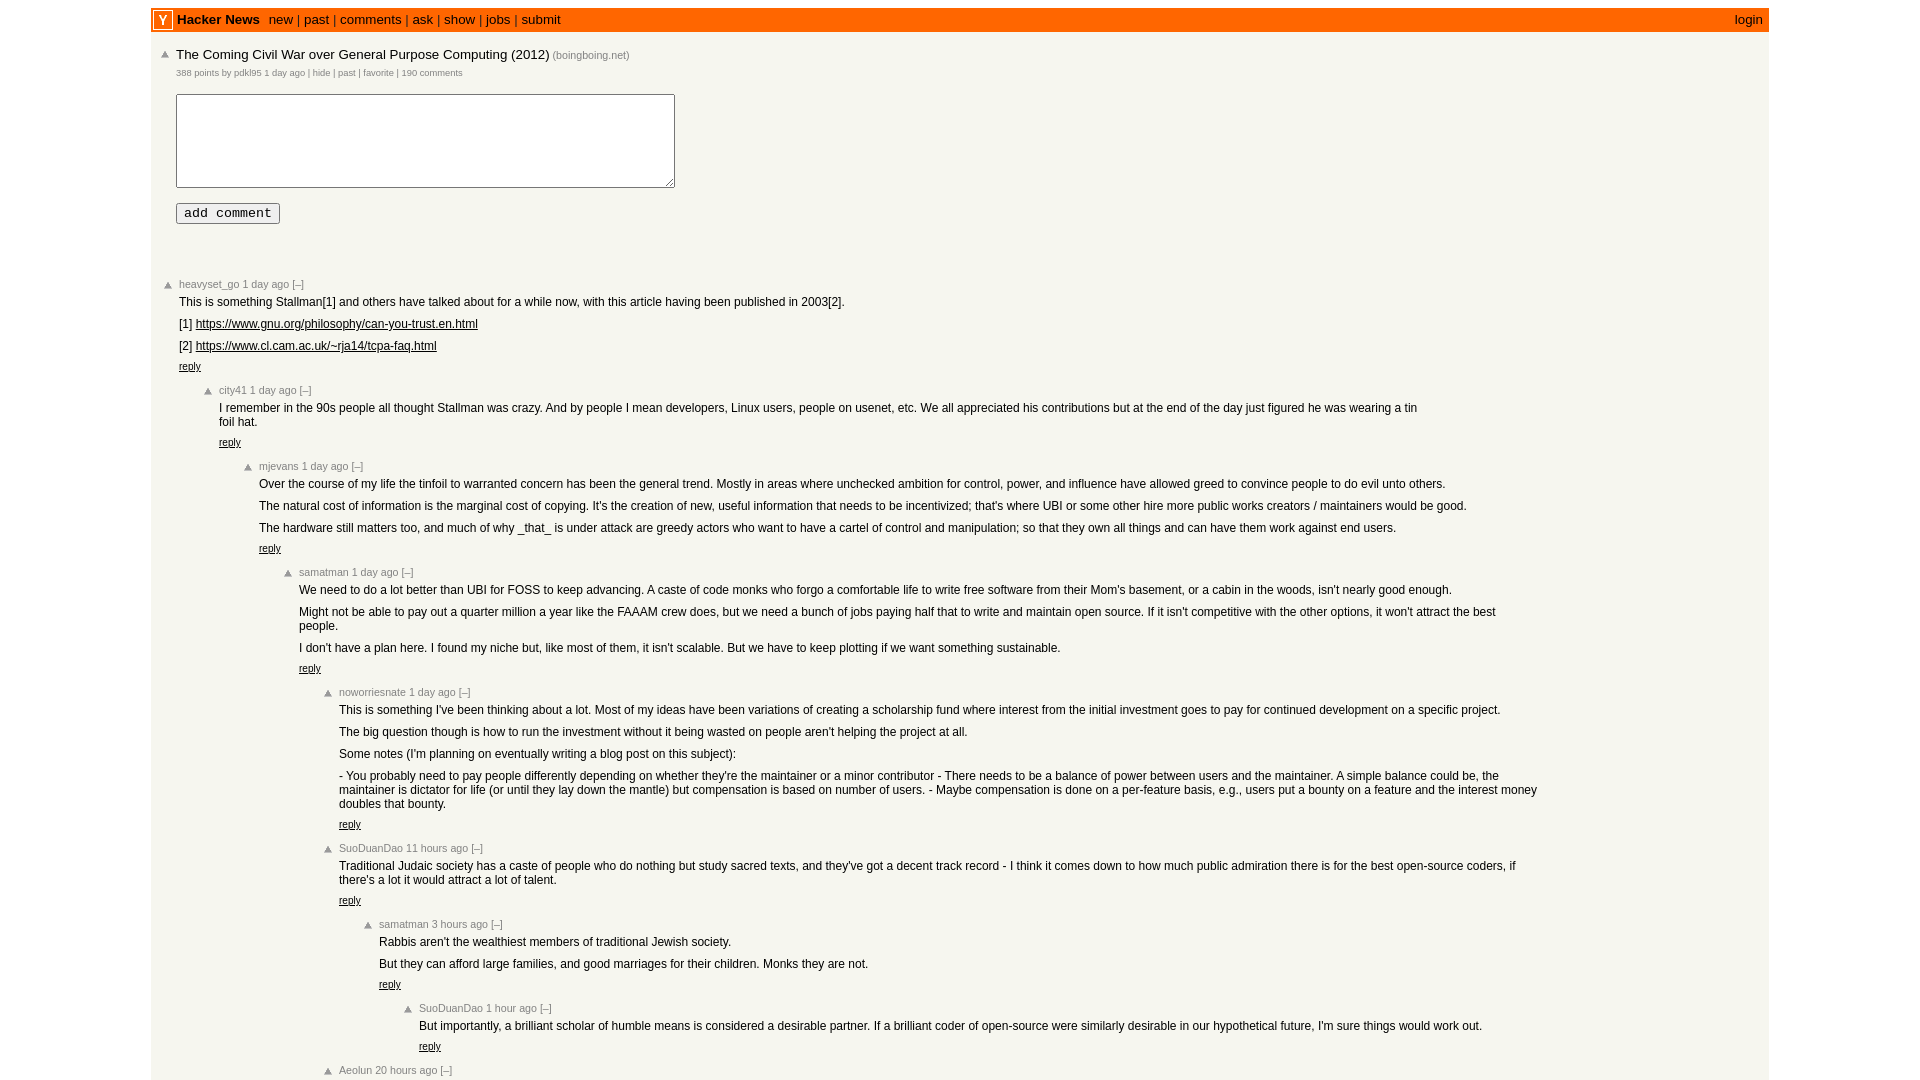 Y Hacker News new | past | comments | ask | show | jobs | submit login
The Coming Civil War over General Purpose Computing (2012) (boingboing.net)
388 points by pdkl95 1 day ago | hide | past | favorite | 190 comments
add comment
heavyset_go 1 day ago [–]
This is something Stallman[1] and others have talked about for a while now, with this article having been published in 2003[2].
[1] https://www.gnu.org/philosophy/can-you-trust.en.html
[2] https://www.cl.cam.ac.uk/~rja14/tcpa-faq.html
reply
city41 1 day ago [–]
I remember in the 90s people all thought Stallman was crazy. And by people I mean developers, Linux users, people on usenet, etc. We all appreciated his contributions but at the end of the day just figured he was wearing a tin
foil hat.
reply
mjevans 1 day ago [–]
Over the course of my life the tinfoil to warranted concern has been the general trend. Mostly in areas where unchecked ambition for control, power, and influence have allowed greed to convince people to do evil unto others.
The natural cost of information is the marginal cost of copying. It's the creation of new, useful information that needs to be incentivized; that's where UBI or some other hire more public works creators / maintainers would be good.
The hardware still matters too, and much of why _that_ is under attack are greedy actors who want to have a cartel of control and manipulation; so that they own all things and can have them work against end users.
reply
samatman 1 day ago [–]
We need to do a lot better than UBI for FOSS to keep advancing. A caste of code monks who forgo a comfortable life to write free software from their Mom's basement, or a cabin in the woods, isn't nearly good enough.
Might not be able to pay out a quarter million a year like the FAAAM crew does, but we need a bunch of jobs paying half that to write and maintain open source. If it isn't competitive with the other options, it won't attract the best
people.
I don't have a plan here. I found my niche but, like most of them, it isn't scalable. But we have to keep plotting if we want something sustainable.
reply
noworriesnate 1 day ago [–]
This is something I've been thinking about a lot. Most of my ideas have been variations of creating a scholarship fund where interest from the initial investment goes to pay for continued development on a specific project.
The big question though is how to run the investment without it being wasted on people aren't helping the project at all.
Some notes (I'm planning on eventually writing a blog post on this subject):
- You probably need to pay people differently depending on whether they're the maintainer or a minor contributor - There needs to be a balance of power between users and the maintainer. A simple balance could be, the
maintainer is dictator for life (or until they lay down the mantle) but compensation is based on number of users. - Maybe compensation is done on a per-feature basis, e.g., users put a bounty on a feature and the interest money
doubles that bounty.
reply
SuoDuanDao 11 hours ago [–]
Traditional Judaic society has a caste of people who do nothing but study sacred texts, and they've got a decent track record - I think it comes down to how much public admiration there is for the best open-source coders, if
there's a lot it would attract a lot of talent.
reply
samatman 3 hours ago [–]
Rabbis aren't the wealthiest members of traditional Jewish society.
But they can afford large families, and good marriages for their children. Monks they are not.
reply
SuoDuanDao 1 hour ago [–]
But importantly, a brilliant scholar of humble means is considered a desirable partner. If a brilliant coder of open-source were similarly desirable in our hypothetical future, I'm sure things would work out.
reply
Aeolun 20 hours ago [–]